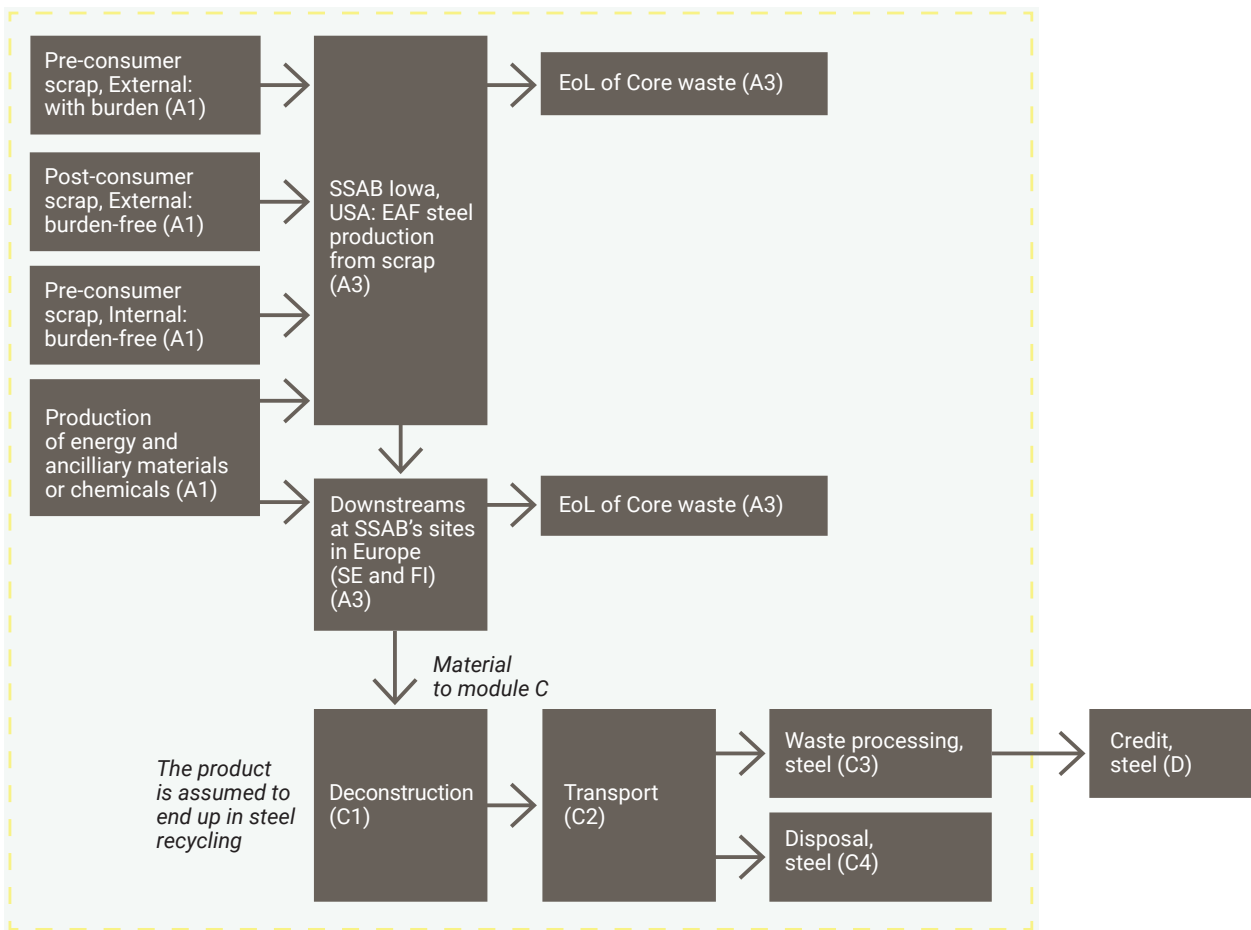 Pre-consumer
scrap, External:
with burden (A1)
Post-consumer
scrap, External:
burden-free (A1)
Pre-consumer
scrap, Internal:
burden-free (A1)
Production
of energy and
ancilliary materials
or chemicals (A1)
SSAB Iowa,
USA: EAF steel
production
from scrap
(A3)
EoL of Core waste (A3)
Downstreams
at SSAB's sites
in Europe
(SE and FI)
(A3)
EoL of Core waste (A3)
Material
to module C
The product
is assumed to
end up in steel
recycling
Deconstruction
(C1)
Transport
(C2)
Waste processing,
steel (C3)
Disposal,
steel (C4)
Credit,
steel (D)